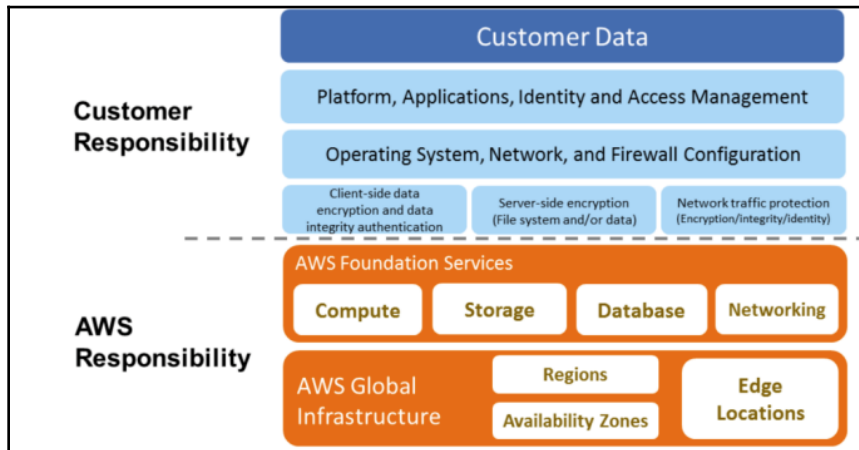 Customer Data
Customer
Responsibility
Platform, Applications, Identity and Access Management
Operating System, Network, and Firewall Configuration
Client-side data
encryption and data
integrity authentication
Server-side encryption
(File system and/or data)
Network traffic protection
(Encryption/integrity/identity)
AWS
Responsibility
AWS Foundation Services
Compute
Storage
Database
Networking
AWS Global
Infrastructure
Regions
Availability Zones
Edge
Locations